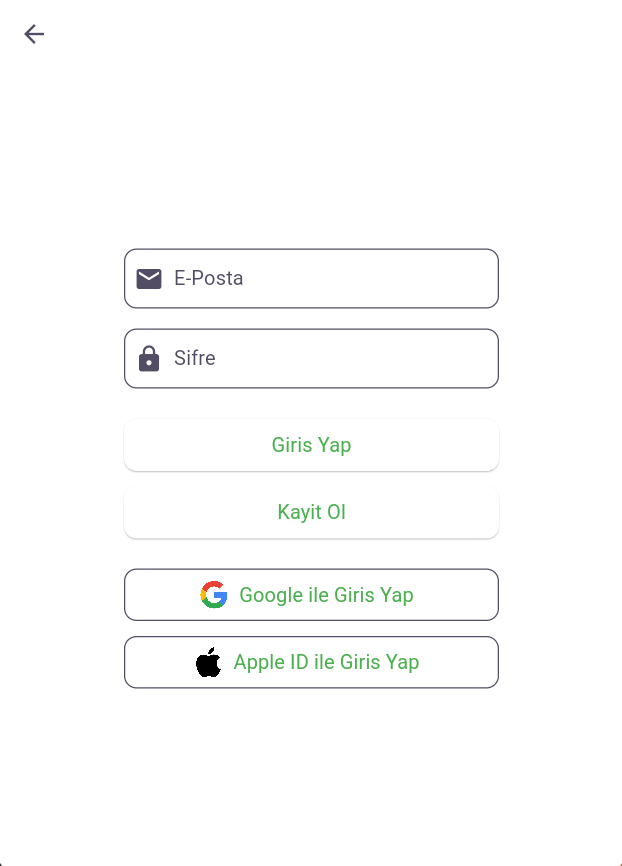 E-Posta
Sifre
Giris Yap
Kayit Ol
Google ile Giris Yap
Apple ID ile Giris Yap